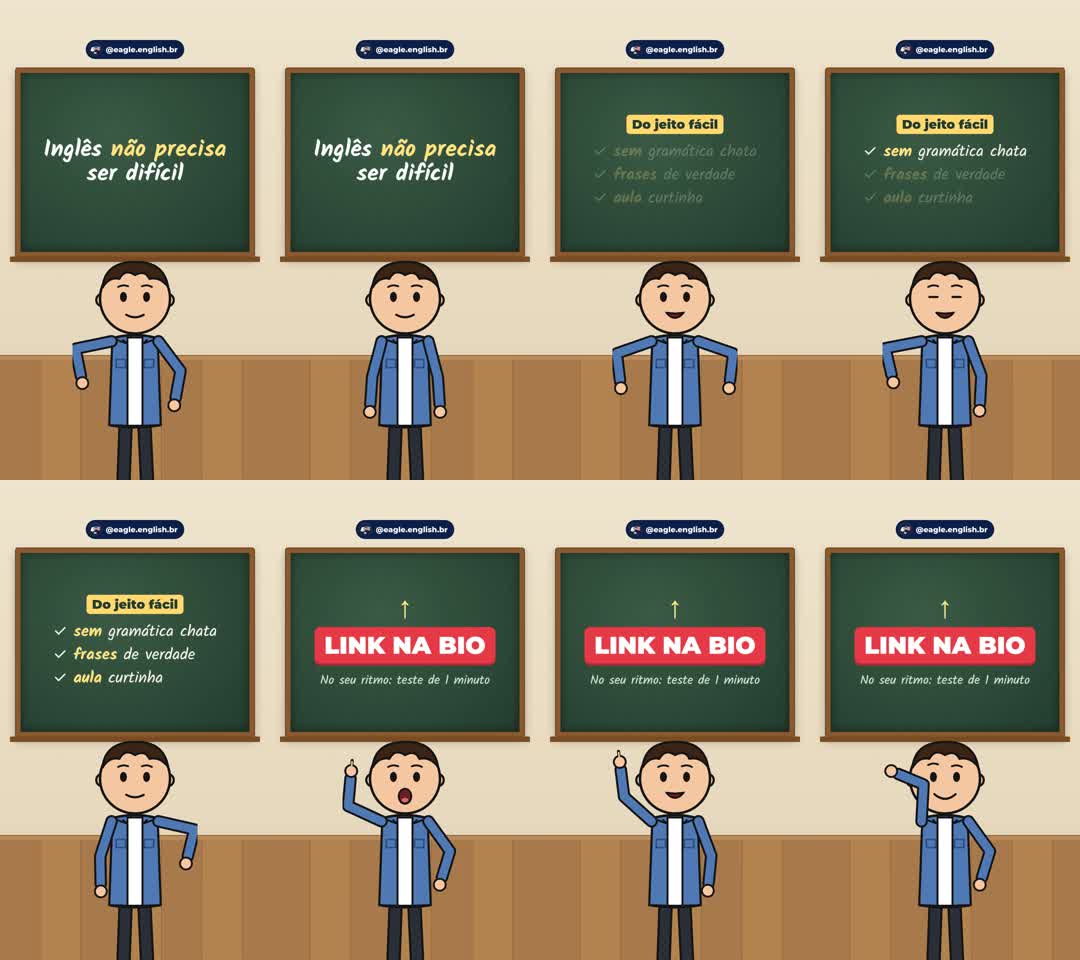 @eagle.english.br
Inglês não precisa
ser difícil
@eagle.english.br
Inglês não precisa
ser difícil
@eagle.english.br
Do jeito fácil
✓ sem gramática chata
✓ frases de verdade
✓ aula curtinha
@eagle.english.br
Do jeito fácil
✓ sem gramática chata
✓ frases de verdade
✓ aula curtinha
@eagle.english.br
Do jeito fácil
✓ sem gramática chata
✓ frases de verdade
✓ aula curtinha
@eagle.english.br
↑
LINK NA BIO
No seu ritmo: teste de 1 minuto
@eagle.english.br
↑
LINK NA BIO
No seu ritmo: teste de 1 minuto
@eagle.english.br
↑
LINK NA BIO
No seu ritmo: teste de 1 minuto